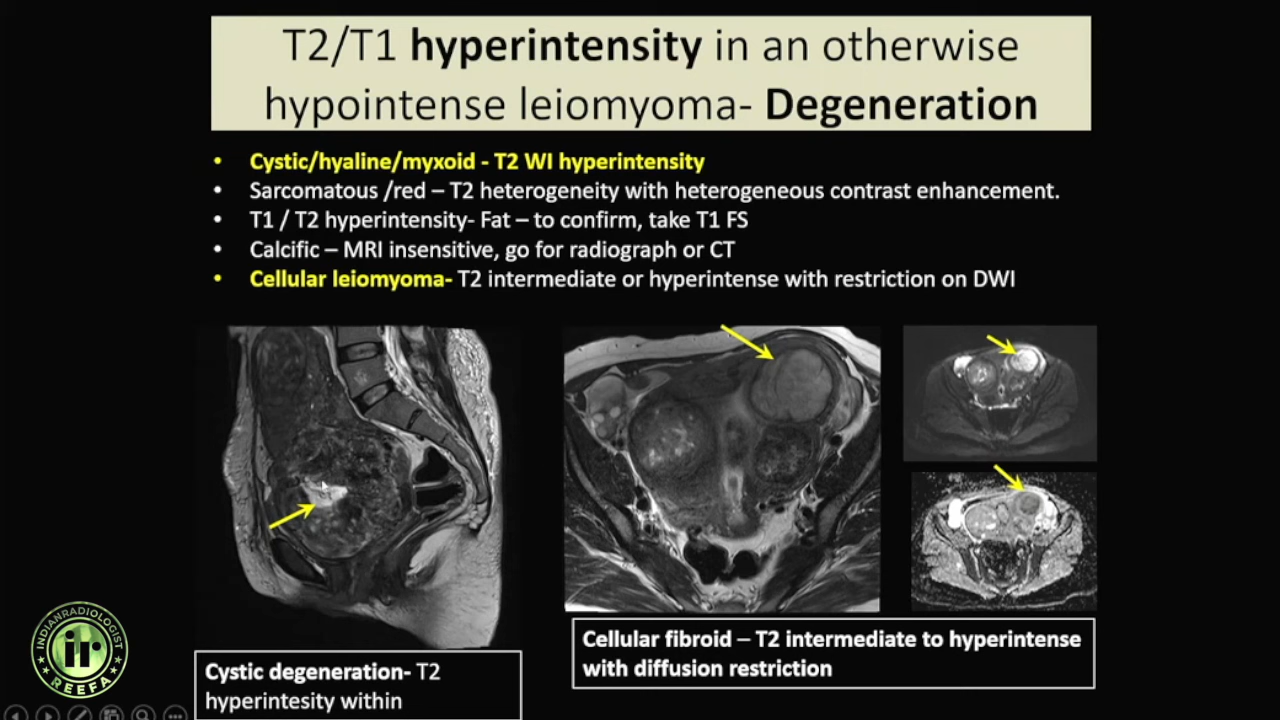 T2/T1 hyperintensity in an otherwise
hypointense leiomyoma- Degeneration
• Cystic/hyaline/myxoid - T2 WI hyperintensity
• Sarcomatous /red – T2 heterogeneity with heterogeneous contrast enhancement.
• T1 / T2 hyperintensity- Fat – to confirm, take T1 FS
• Calcific – MRI insensitive, go for radiograph or CT
• Cellular leiomyoma- T2 intermediate or hyperintense with restriction on DWI
Cellular fibroid – T2 intermediate to hyperintense
with diffusion restriction
Cystic degeneration- T2
hyperintesity within
INDIANRADIOLOGIST
ir
REEFA